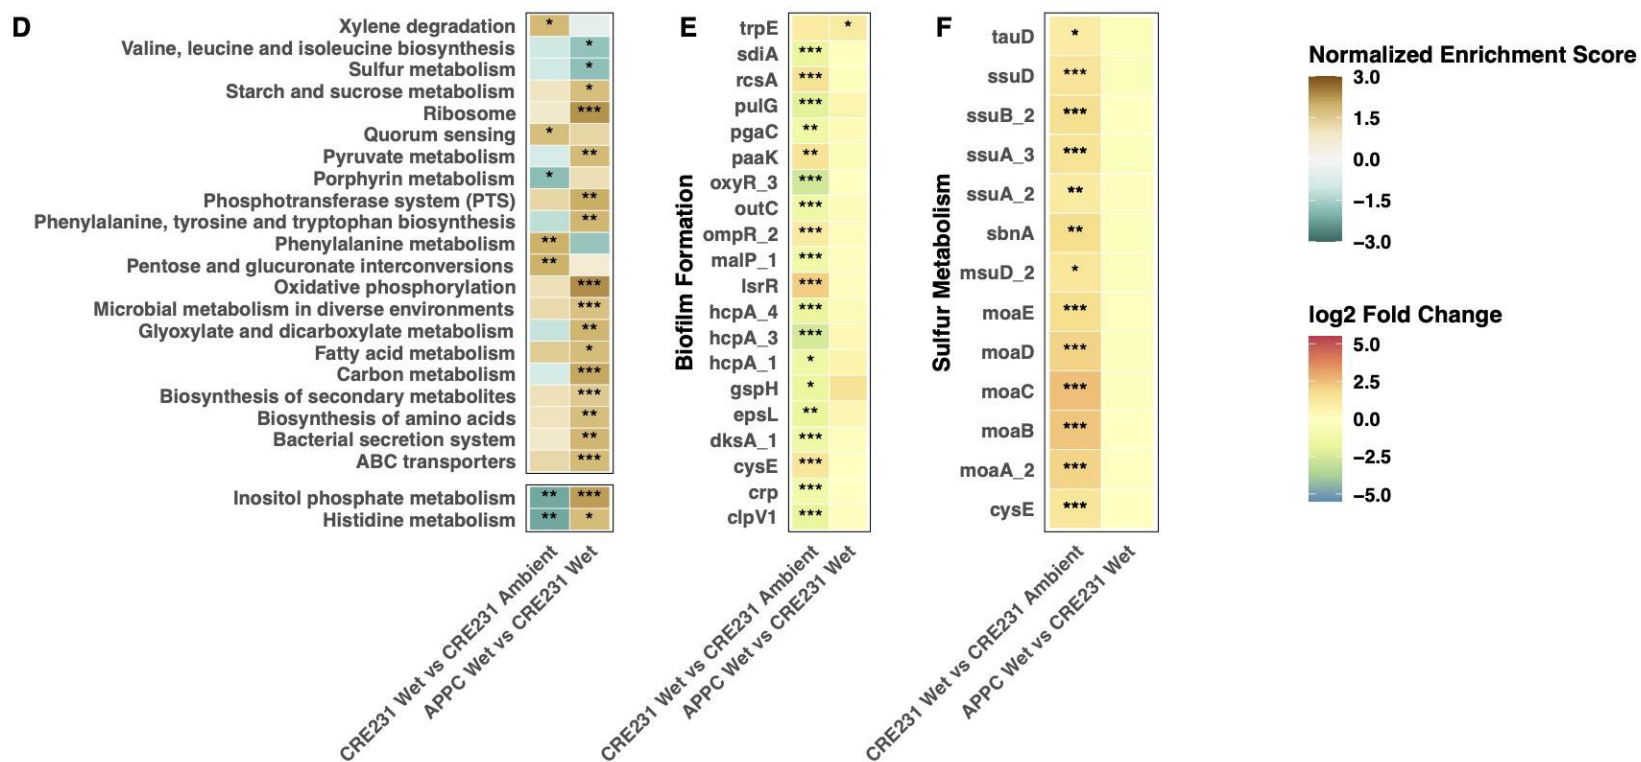 D
Xylene degradation *
Valine, leucine and isoleucine biosynthesis *
Sulfur metabolism *
Starch and sucrose metabolism *
Ribosome ***
Quorum sensing *
Pyruvate metabolism **
Porphyrin metabolism *
Phosphotransferase system (PTS) **
Phenylalanine, tyrosine and tryptophan biosynthesis **
Phenylalanine metabolism **
Pentose and glucuronate interconversions **
Oxidative phosphorylation ***
Microbial metabolism in diverse environments ***
Glyoxylate and dicarboxylate metabolism **
Fatty acid metabolism *
Carbon metabolism ***
Biosynthesis of secondary metabolites ***
Biosynthesis of amino acids **
Bacterial secretion system **
ABC transporters ***
Inositol phosphate metabolism ** ***
Histidine metabolism ** *
CRE231 Wet vs CRE231 Ambient
APPC Wet vs CRE231 Wet
E
Biofilm Formation
trpE *
sdiA ***
rcsA ***
pulG ***
pgaC **
paaK **
oxyR_3 ***
outC ***
ompR_2 ***
malP_1 ***
lsrR ***
hcpA_4 ***
hcpA_3 ***
hcpA_1 *
gspH *
epsL **
dksA_1 ***
cysE ***
crp ***
clpV1 ***
CRE231 Wet vs CRE231 Ambient
APPC Wet vs CRE231 Wet
F
Sulfur Metabolism
tauD *
ssuD ***
ssuB_2 ***
ssuA_3 ***
ssuA_2 **
sbnA **
msuD_2 *
moaE ***
moaD ***
moaC ***
moaB ***
moaA_2 ***
cysE ***
CRE231 Wet vs CRE231 Ambient
APPC Wet vs CRE231 Wet
Normalized Enrichment Score
3.0
1.5
0.0
−1.5
−3.0
log2 Fold Change
5.0
2.5
0.0
−2.5
−5.0